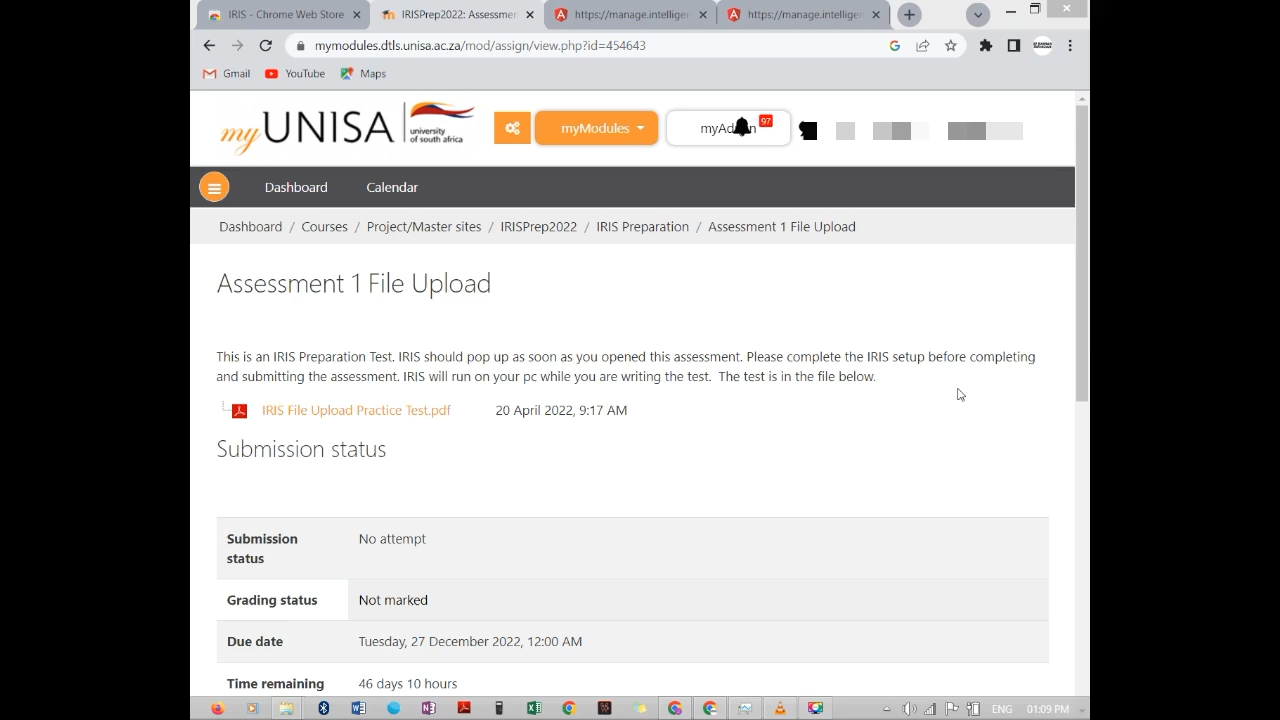 IRIS - Chrome Web Store
IRISPrep2022: Assessmen
https://manage.intelliger
https://manage.intelliger
mymodules.dtls.unisa.ac.za/mod/assign/view.php?id=454643
Gmail
YouTube
Maps
myUNISA
university
of south africa
myModules
97
Dashboard
Calendar
Dashboard / Courses / Project/Master sites / IRISPrep2022 / IRIS Preparation / Assessment 1 File Upload
Assessment 1 File Upload
This is an IRIS Preparation Test. IRIS should pop up as soon as you opened this assessment. Please complete the IRIS setup before completing
and submitting the assessment. IRIS will run on your pc while you are writing the test. The test is in the file below.
IRIS File Upload Practice Test.pdf
20 April 2022, 9:17 AM
Submission status
Submission
status
No attempt
Grading status
Not marked
Due date
Tuesday, 27 December 2022, 12:00 AM
Time remaining
46 days 10 hours
ENG
01:09 PM